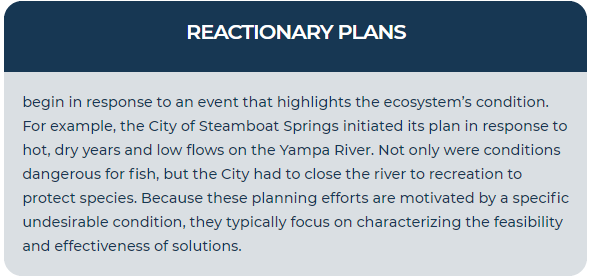 REACTIONARY PLANS
begin in response to an event that highlights the ecosystem’s condition.
For example, the City of Steamboat Springs initiated its plan in response to
hot, dry years and low flows on the Yampa River. Not only were conditions
dangerous for fish, but the City had to close the river to recreation to
protect species. Because these planning efforts are motivated by a specific
undesirable condition, they typically focus on characterizing the feasibility
and effectiveness of solutions.